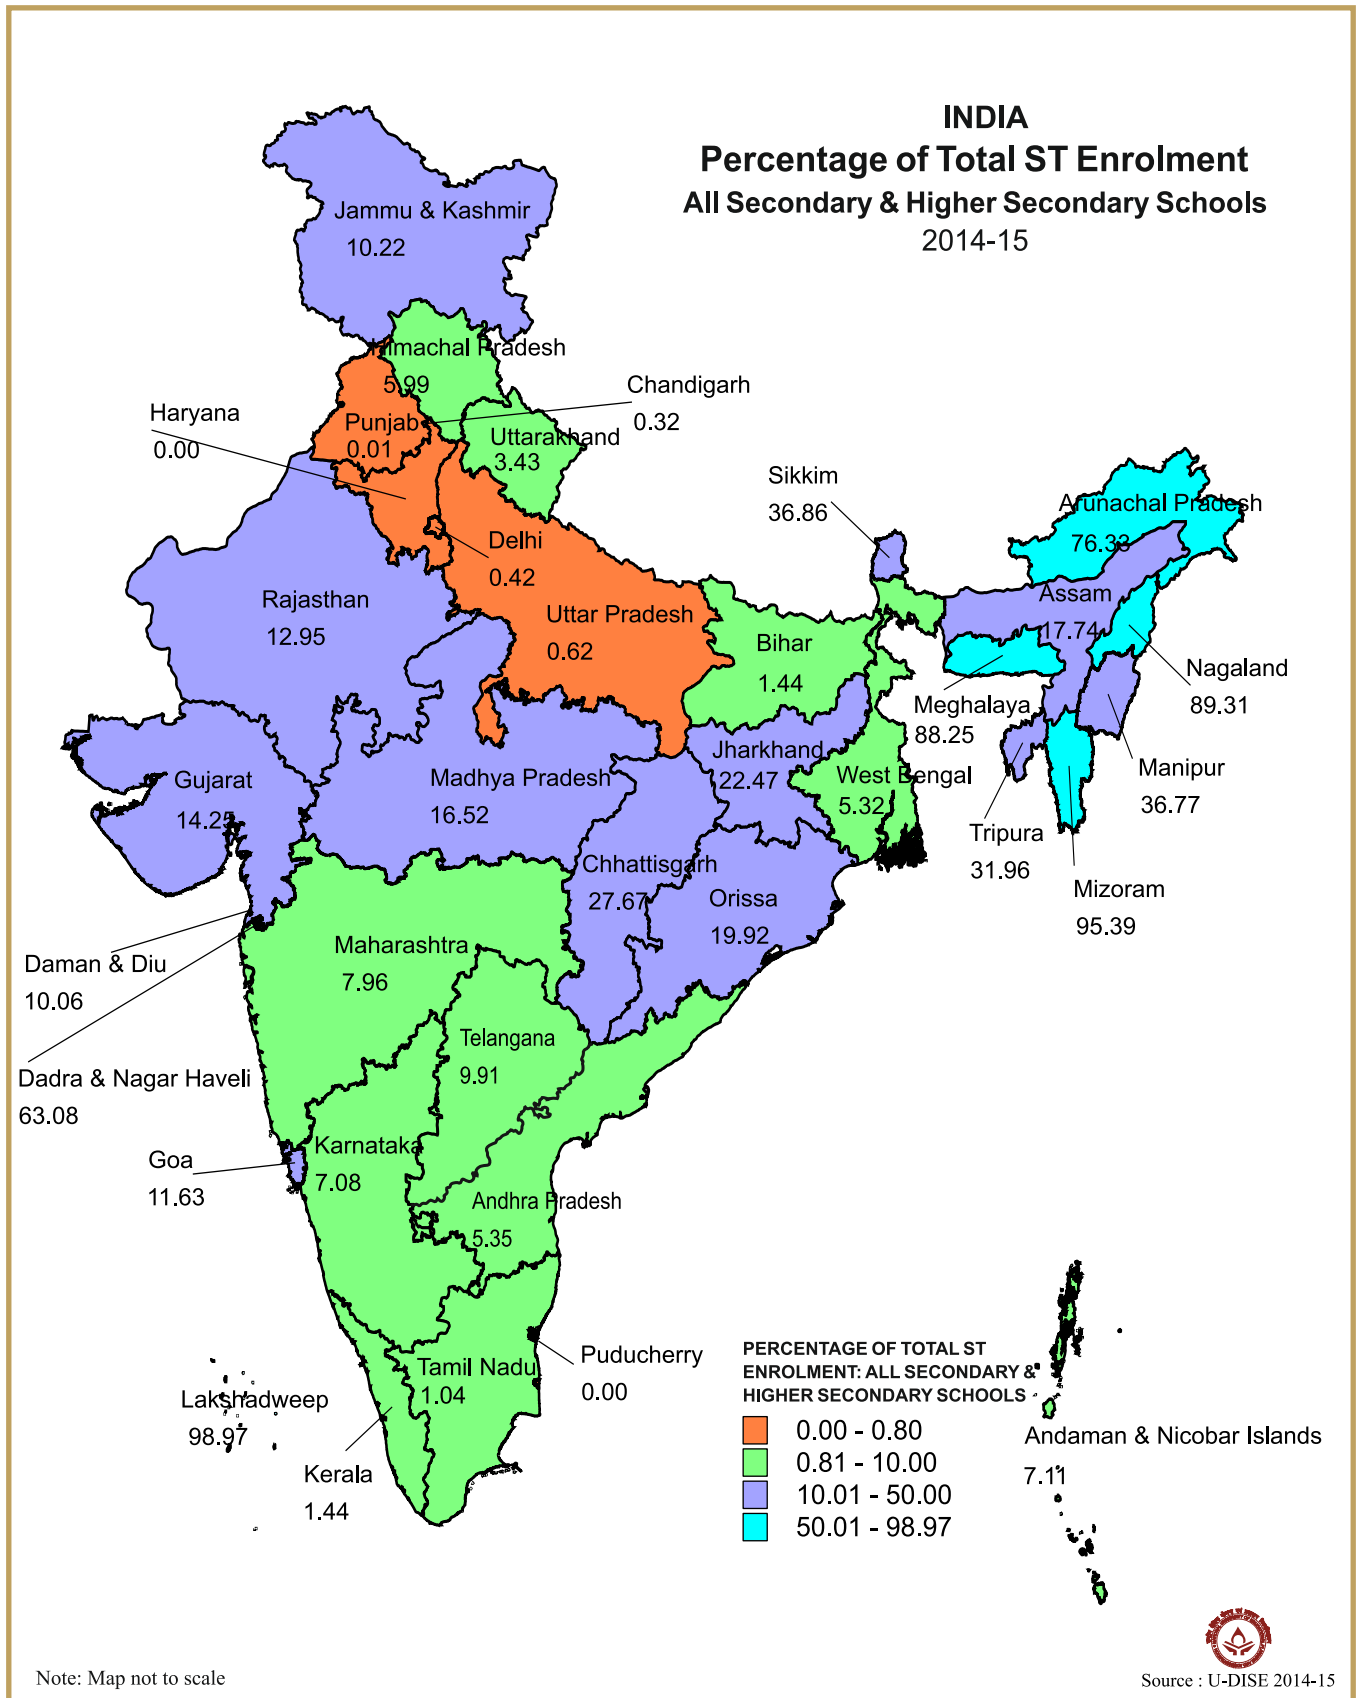 INDIA
Percentage of Total ST Enrolment
All Secondary & Higher Secondary Schools
2014-15
Jammu & Kashmir
10.22
Himachal Pradesh
5.99
Chandigarh
0.32
Haryana
0.00
Punjab
0.01
Uttarakhand
3.43
Sikkim
36.86
Arunachal Pradesh
76.33
Delhi
0.42
Rajasthan
12.95
Uttar Pradesh
0.62
Bihar
1.44
Assam
17.74
Nagaland
89.31
Meghalaya
88.25
Jharkhand
22.47
Gujarat
14.25
Madhya Pradesh
16.52
West Bengal
5.32
Manipur
36.77
Tripura
31.96
Chhattisgarh
27.67
Mizoram
95.39
Orissa
19.92
Maharashtra
7.96
Daman & Diu
10.06
Telangana
9.91
Dadra & Nagar Haveli
63.08
Karnataka
7.08
Goa
11.63
Andhra Pradesh
5.35
Puducherry
0.00
Tamil Nadu
1.04
Lakshadweep
98.97
Kerala
1.44
PERCENTAGE OF TOTAL ST
ENROLMENT: ALL SECONDARY &
HIGHER SECONDARY SCHOOLS
0.00 - 0.80
0.81 - 10.00
10.01 - 50.00
50.01 - 98.97
Andaman & Nicobar Islands
7.11
Note: Map not to scale
Source : U-DISE 2014-15